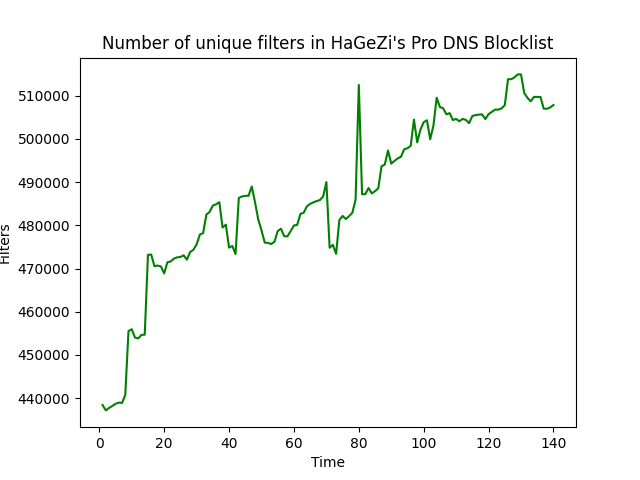 Number of unique filters in HaGeZi's Pro DNS Blocklist
510000
500000
490000
480000
470000
460000
450000
440000
Filters
0 20 40 60 80 100 120 140
Time